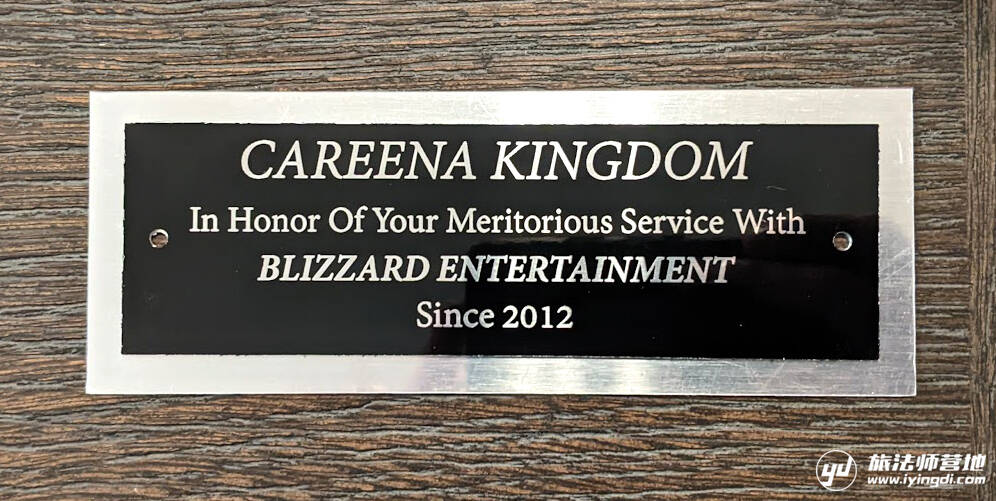 CAREENA KINGDOM
In Honor Of Your Meritorious Service With
BLIZZARD ENTERTAINMENT
Since 2012
yd 旅法师营地
www.iyingdi.com